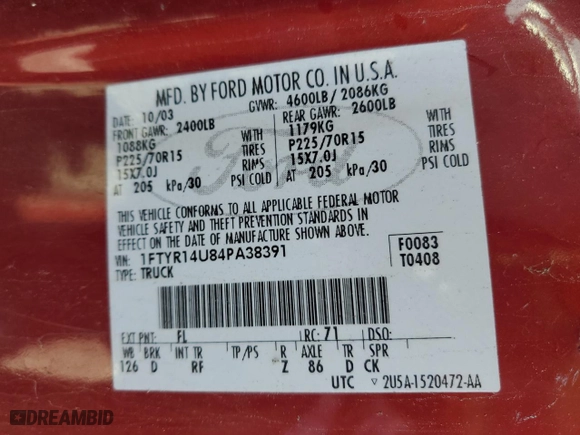 MFD. BY FORD MOTOR CO. IN U.S.A.
DATE: 10/03 GVWR: 4600LB/ 2086KG
FRONT GAWR: 2400LB REAR GAWR: 2600LB
1088KG WITH 1179KG WITH
P225/70R15 TIRES P225/70R15 TIRES
15X7.0J RIMS 15X7.0J RIMS
AT 205 kPa/30 PSI COLD AT 205 kPa/30 PSI COLD
Ford
THIS VEHICLE CONFORMS TO ALL APPLICABLE FEDERAL MOTOR
VEHICLE SAFETY AND THEFT PREVENTION STANDARDS IN
EFFECT ON THE DATE OF MANUFACTURE SHOWN ABOVE.
VIN: 1FTYR14U84PA38391 F0083
TYPE: TRUCK T0408
EXT PNT: FL RC: 71 DSO:
WB BRK INT TR TP/PS R AXLE TR SPR
126 D RF Z 86 D CK
UTC ▽ 2U5A-1520472-AA
DREAMBID